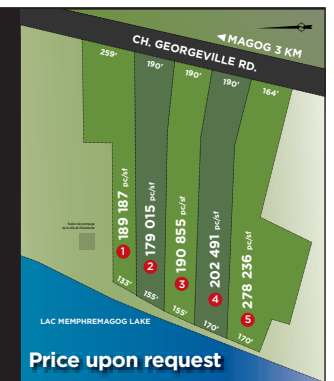 MAGOG 3 KM
CH. GEORGEVILLE RD.
259'
190'
190'
190'
164'
189 187 pc/sf
1
179 015 pc/sf
2
190 855 pc/sf
3
202 491 pc/sf
4
278 236 pc/sf
5
133'
155'
155'
170'
170'
LAC MEMPHREMAGOG LAKE
Price upon request